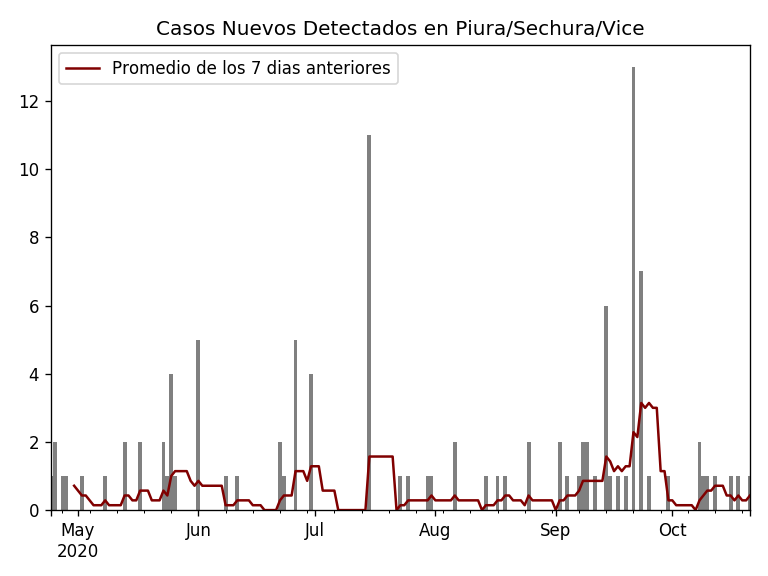 Casos Nuevos Detectados en Piura/Sechura/Vice
Promedio de los 7 dias anteriores
12
10
8
6
4
2
0
May Jun Jul Aug Sep Oct
2020